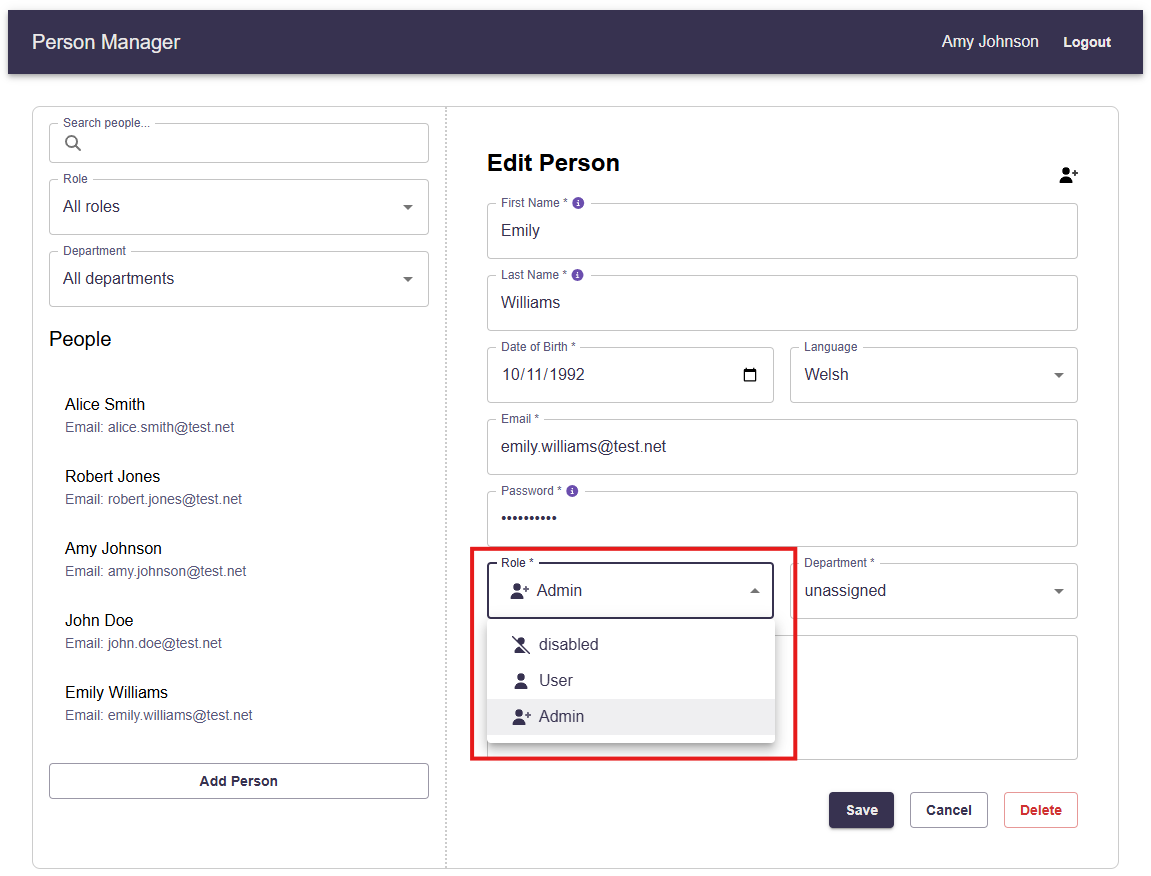 Person Manager
Amy Johnson
Logout
Search people...
Role
All roles
Department
All departments
People
Alice Smith
Email: alice.smith@test.net
Robert Jones
Email: robert.jones@test.net
Amy Johnson
Email: amy.johnson@test.net
John Doe
Email: john.doe@test.net
Emily Williams
Email: emily.williams@test.net
Add Person
Edit Person
First Name *
Emily
Last Name *
Williams
Date of Birth *
10/11/1992
Language
Welsh
Email *
emily.williams@test.net
Password *
••••••••••
Role *
Admin
disabled
User
Admin
Department *
unassigned
Save
Cancel
Delete